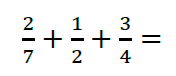 2/7 + 1/2 + 3/4 =